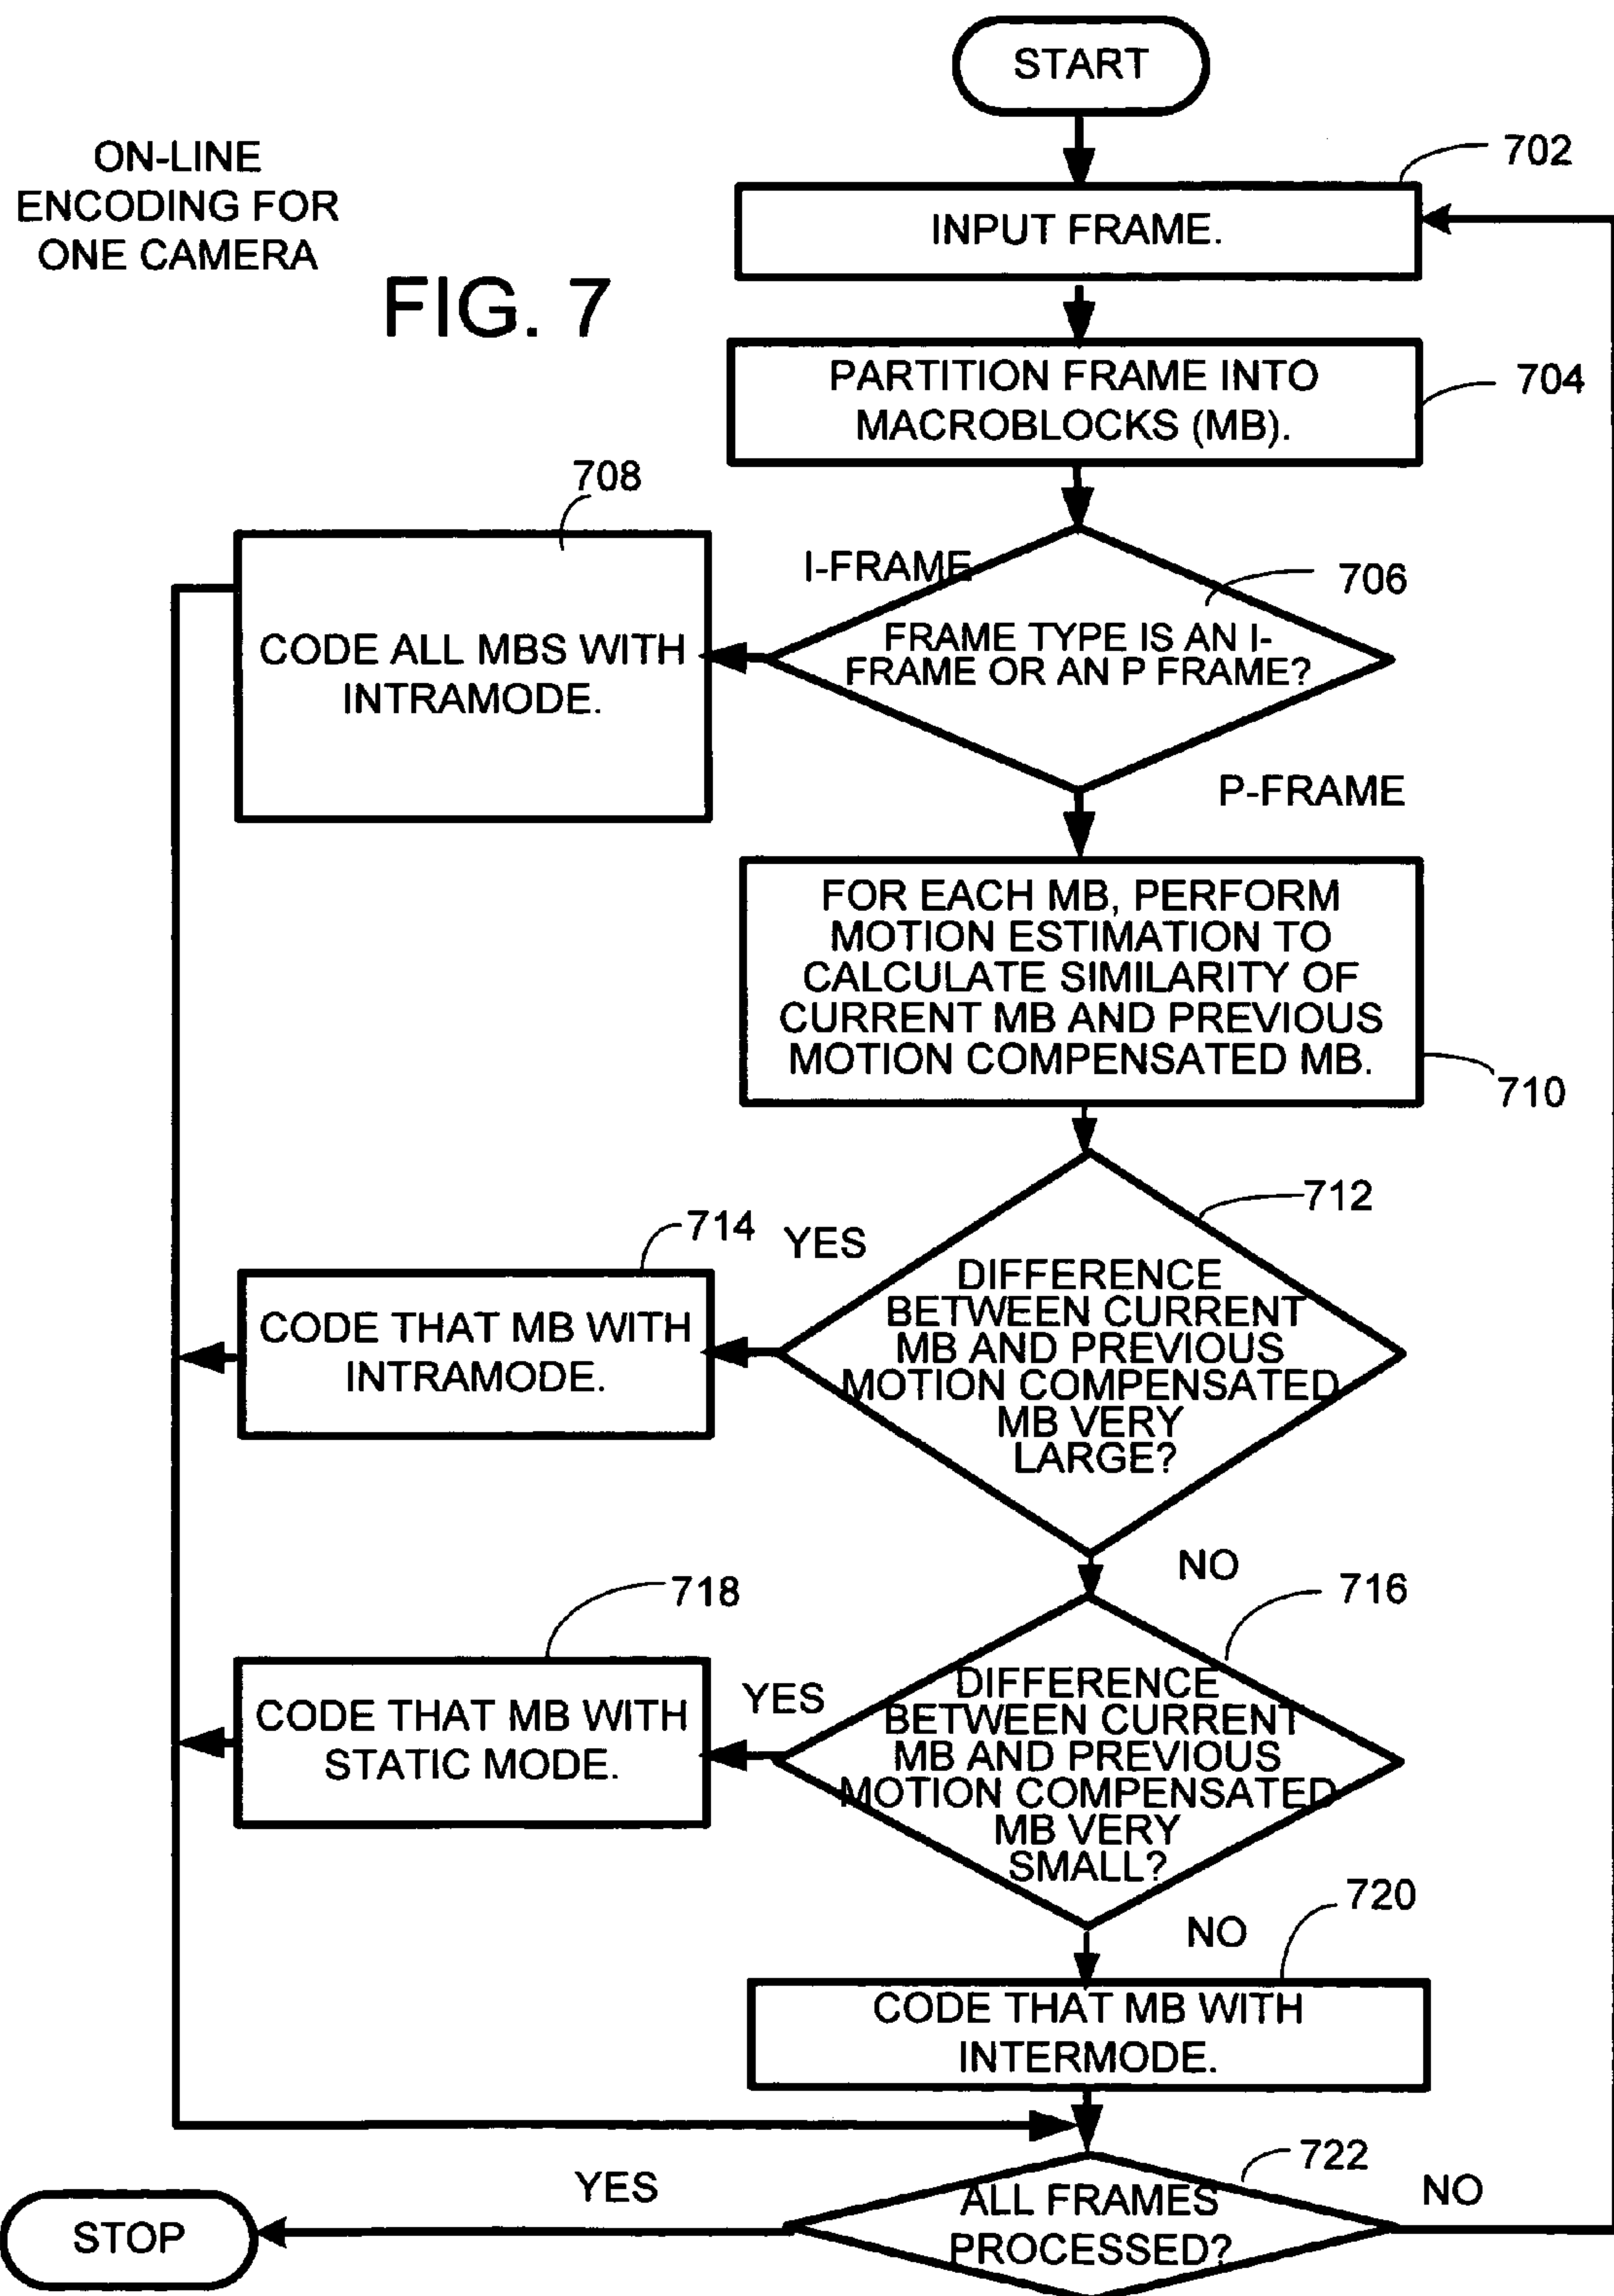 START
ON-LINE
ENCODING FOR
ONE CAMERA
FIG. 7
702
INPUT FRAME.
PARTITION FRAME INTO
MACROBLOCKS (MB).
704
708
CODE ALL MBS WITH
INTRAMODE.
I-FRAME
706
FRAME TYPE IS AN I-
FRAME OR AN P FRAME?
P-FRAME
FOR EACH MB, PERFORM
MOTION ESTIMATION TO
CALCULATE SIMILARITY OF
CURRENT MB AND PREVIOUS
MOTION COMPENSATED MB.
710
712
714
YES
CODE THAT MB WITH
INTRAMODE.
DIFFERENCE
BETWEEN CURRENT
MB AND PREVIOUS
MOTION COMPENSATED
MB VERY
LARGE?
NO
716
718
YES
CODE THAT MB WITH
STATIC MODE.
DIFFERENCE
BETWEEN CURRENT
MB AND PREVIOUS
MOTION COMPENSATED
MB VERY
SMALL?
NO
720
CODE THAT MB WITH
INTERMODE.
722
YES
ALL FRAMES
PROCESSED?
NO
STOP